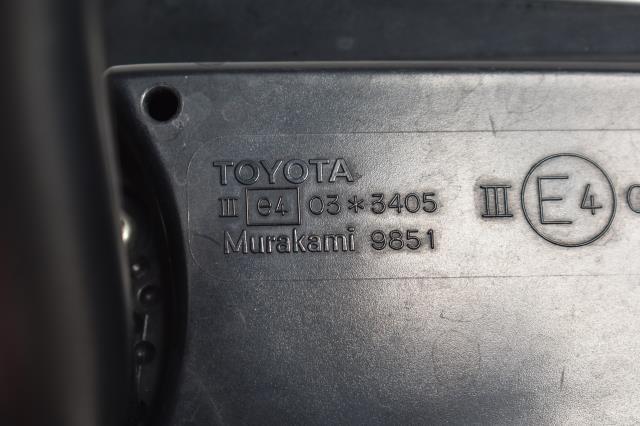 TOYOTA
III e4 03*3405 III E4
Murakami 9851